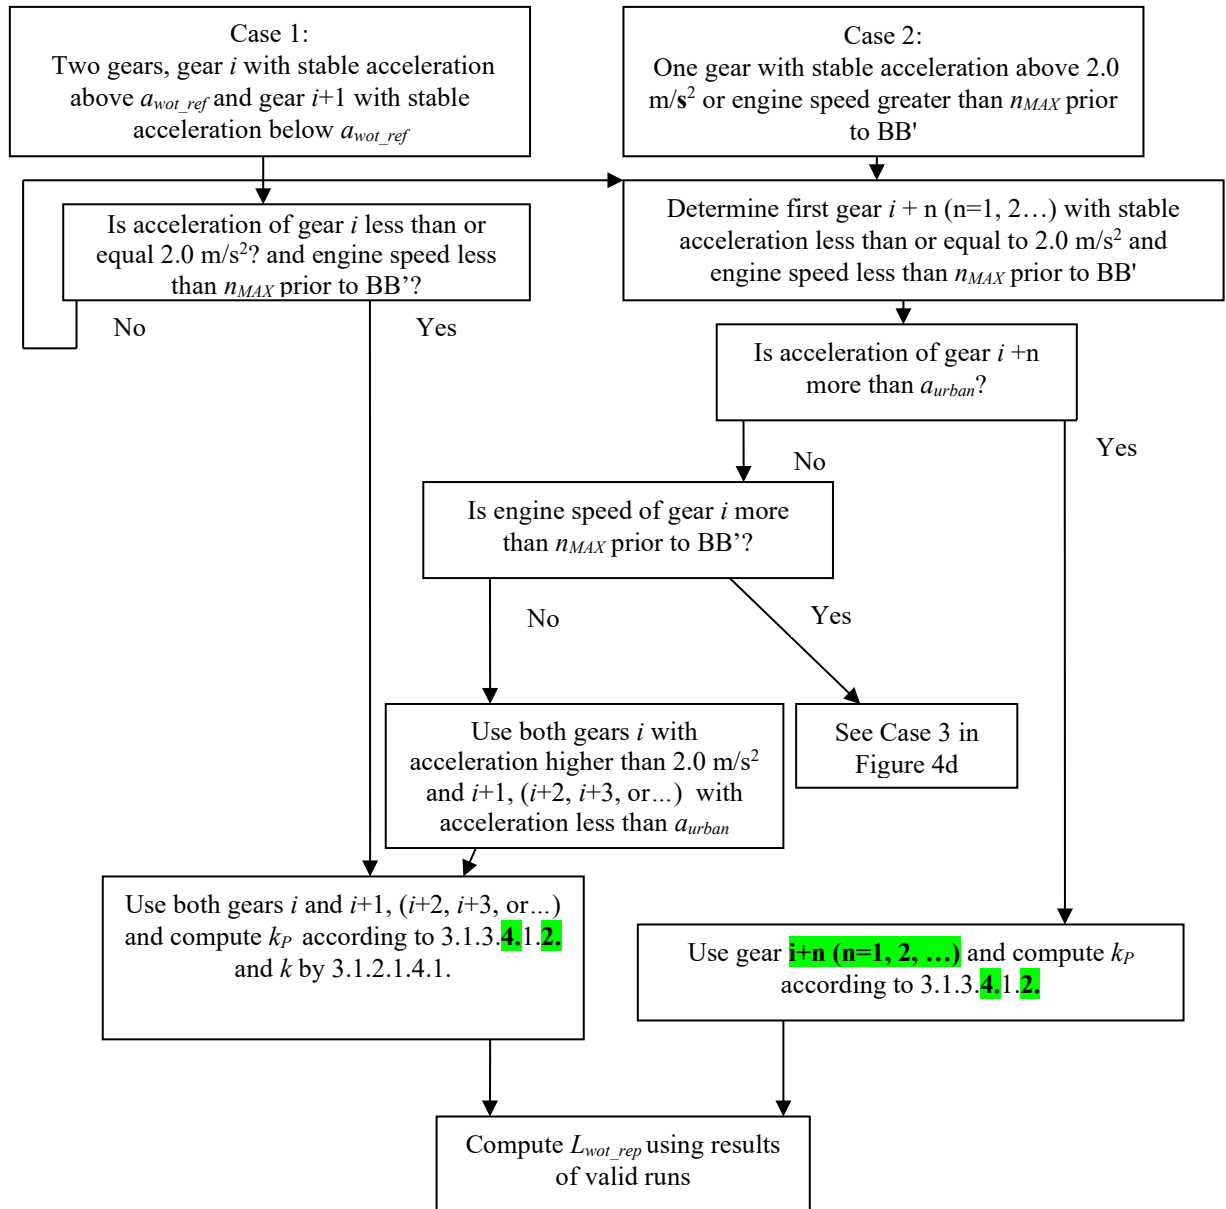 Case 1:
Two gears, gear i with stable acceleration
above a_wot_ref and gear i+1 with stable
acceleration below a_wot_ref
Case 2:
One gear with stable acceleration above 2.0
m/s² or engine speed greater than n_MAX prior
to BB'
Is acceleration of gear i less than or
equal 2.0 m/s²? and engine speed less
than n_MAX prior to BB’?
Determine first gear i + n (n=1, 2…) with stable
acceleration less than or equal to 2.0 m/s² and
engine speed less than n_MAX prior to BB'
No
Yes
Is acceleration of gear i +n
more than a_urban?
No
Yes
Is engine speed of gear i more
than n_MAX prior to BB’?
No
Yes
Use both gears i with
acceleration higher than 2.0 m/s²
and i+1, (i+2, i+3, or…) with
acceleration less than a_urban
See Case 3 in
Figure 4d
Use both gears i and i+1, (i+2, i+3, or…)
and compute k_P according to 3.1.3.4.1.2.
and k by 3.1.2.1.4.1.
Use gear i+n (n=1, 2, …) and compute k_P
according to 3.1.3.4.1.2.
Compute L_wot_rep using results
of valid runs